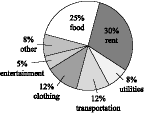 25%
food
30%
rent
8%
other
5%
entertainment
8%
utilities
12%
clothing
12%
transportation